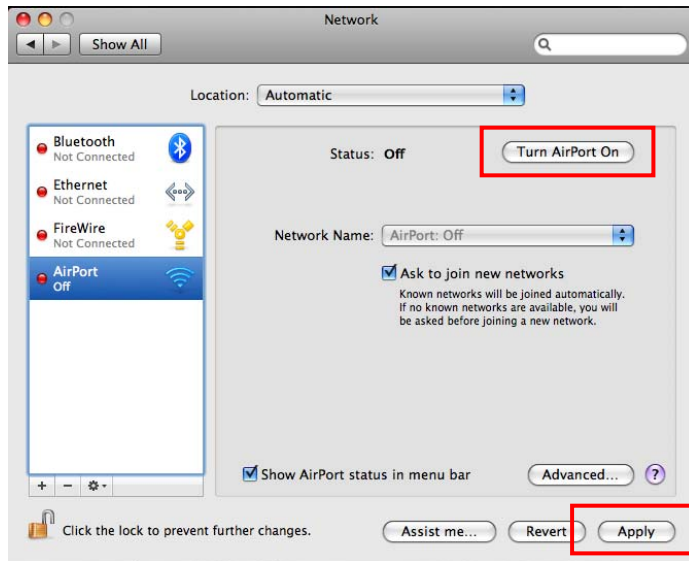 Network
Show All
Location: Automatic
Bluetooth
Not Connected
Ethernet
Not Connected
FireWire
Not Connected
AirPort
Off
Status: Off
Turn AirPort On
Network Name: AirPort: Off
Ask to join new networks
Known networks will be joined automatically.
If no known networks are available, you will
be asked before joining a new network.
Show AirPort status in menu bar
Advanced... ?
+ −
Click the lock to prevent further changes.
Assist me... Revert Apply